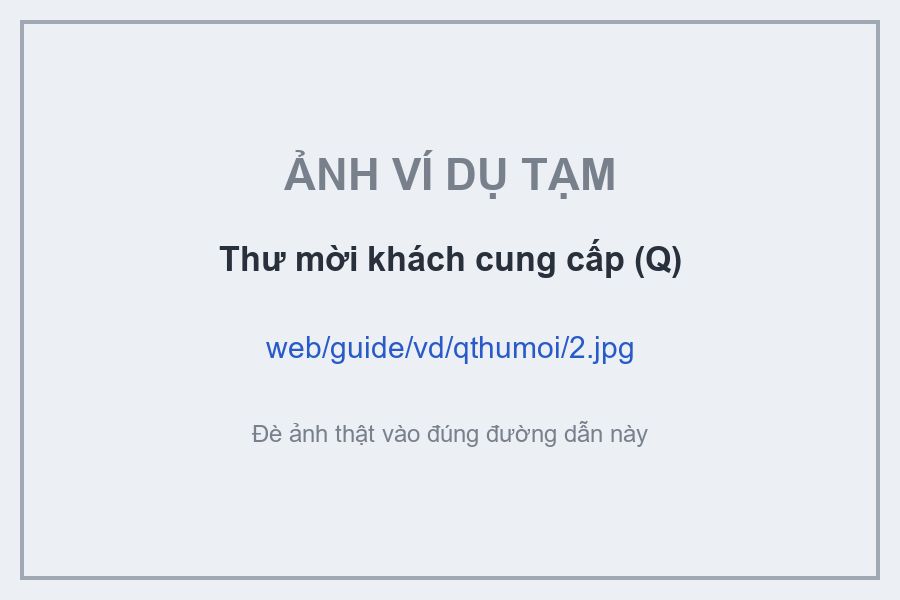 ẢNH VÍ DỤ TẠM
Thư mời khách cung cấp (Q)
web/guide/vd/qthumoi/2.jpg
Đè ảnh thật vào đúng đường dẫn này